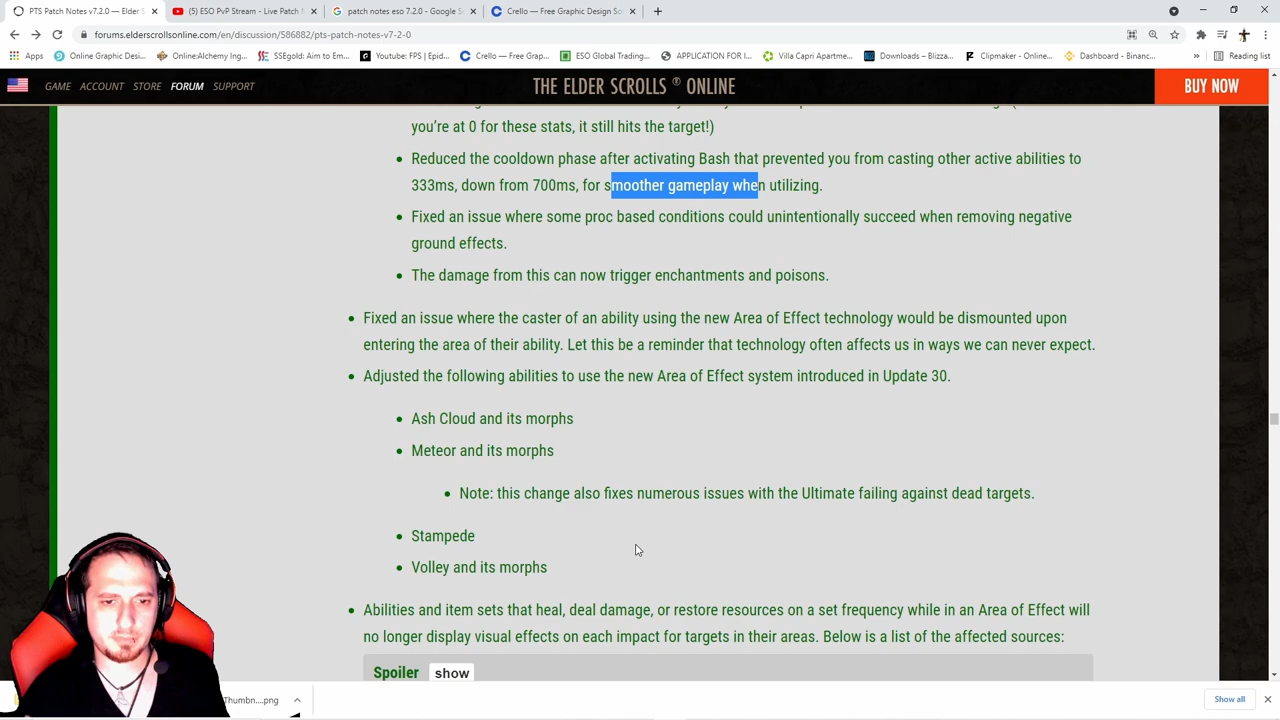 PTS Patch Notes v7.2.0 — Elder S
(5) ESO PvP Stream - Live Patch N
patch notes eso 7.2.0 - Google S
Crello — Free Graphic Design So
forums.elderscrollsonline.com/en/discussion/586882/pts-patch-notes-v7-2-0
Apps
Online Graphic Desi...
Online:Alchemy Ing...
SSEgold: Aim to Em...
Youtube: FPS | Epid...
Crello — Free Grap...
ESO Global Trading...
APPLICATION FOR I...
Villa Capri Apartme...
Downloads – Blizza...
Clipmaker - Online...
Dashboard - Binanc...
»
Reading list
GAME
ACCOUNT
STORE
FORUM
SUPPORT
THE ELDER SCROLLS ® ONLINE
BUY NOW
you're at 0 for these stats, it still hits the target!)
• Reduced the cooldown phase after activating Bash that prevented you from casting other active abilities to
333ms, down from 700ms, for smoother gameplay when utilizing.
• Fixed an issue where some proc based conditions could unintentionally succeed when removing negative
ground effects.
• The damage from this can now trigger enchantments and poisons.
• Fixed an issue where the caster of an ability using the new Area of Effect technology would be dismounted upon
entering the area of their ability. Let this be a reminder that technology often affects us in ways we can never expect.
• Adjusted the following abilities to use the new Area of Effect system introduced in Update 30.
• Ash Cloud and its morphs
• Meteor and its morphs
• Note: this change also fixes numerous issues with the Ultimate failing against dead targets.
• Stampede
• Volley and its morphs
• Abilities and item sets that heal, deal damage, or restore resources on a set frequency while in an Area of Effect will
no longer display visual effects on each impact for targets in their areas. Below is a list of the affected sources:
Spoiler show
Thumbn....png
Show all